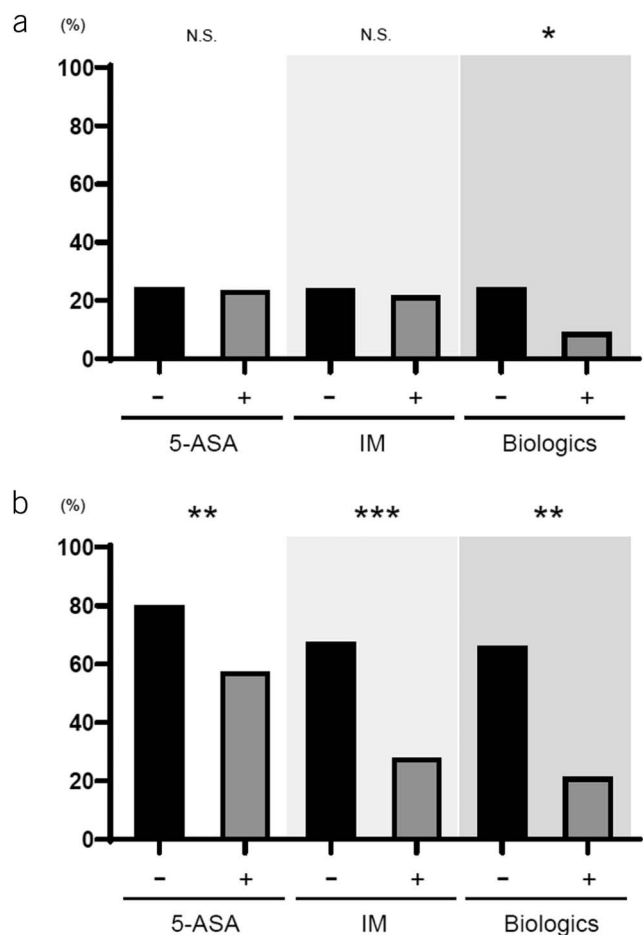 a
(%)
N.S. N.S. *
100
80
60
40
20
0
- + - + - +
5-ASA IM Biologics
b
(%)
** *** **
100
80
60
40
20
0
- + - + - +
5-ASA IM Biologics